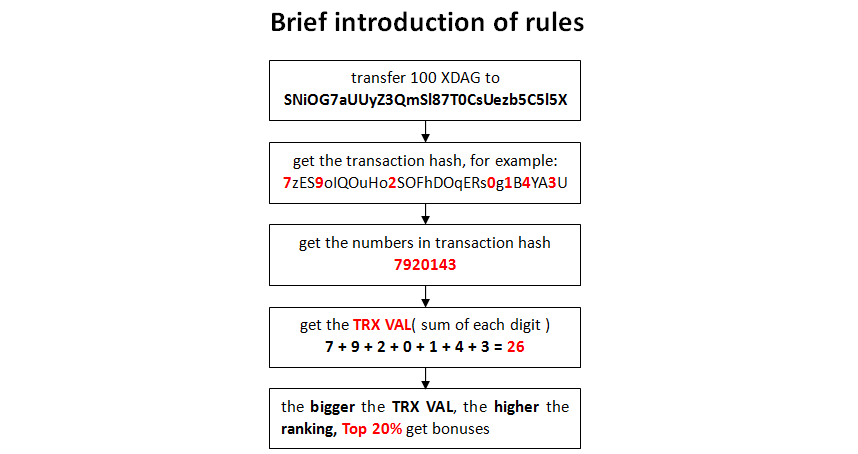 Brief introduction of rules
transfer 100 XDAG to
SNiOG7aUUyZ3QmSl87T0CsUezb5C5l5X
get the transaction hash, for example:
7zES9oIQOuHo2SOFhDOqERs0g1B4YA3U
get the numbers in transaction hash
7920143
get the TRX VAL( sum of each digit )
7 + 9 + 2 + 0 + 1 + 4 + 3 = 26
the bigger the TRX VAL, the higher the
ranking, Top 20% get bonuses